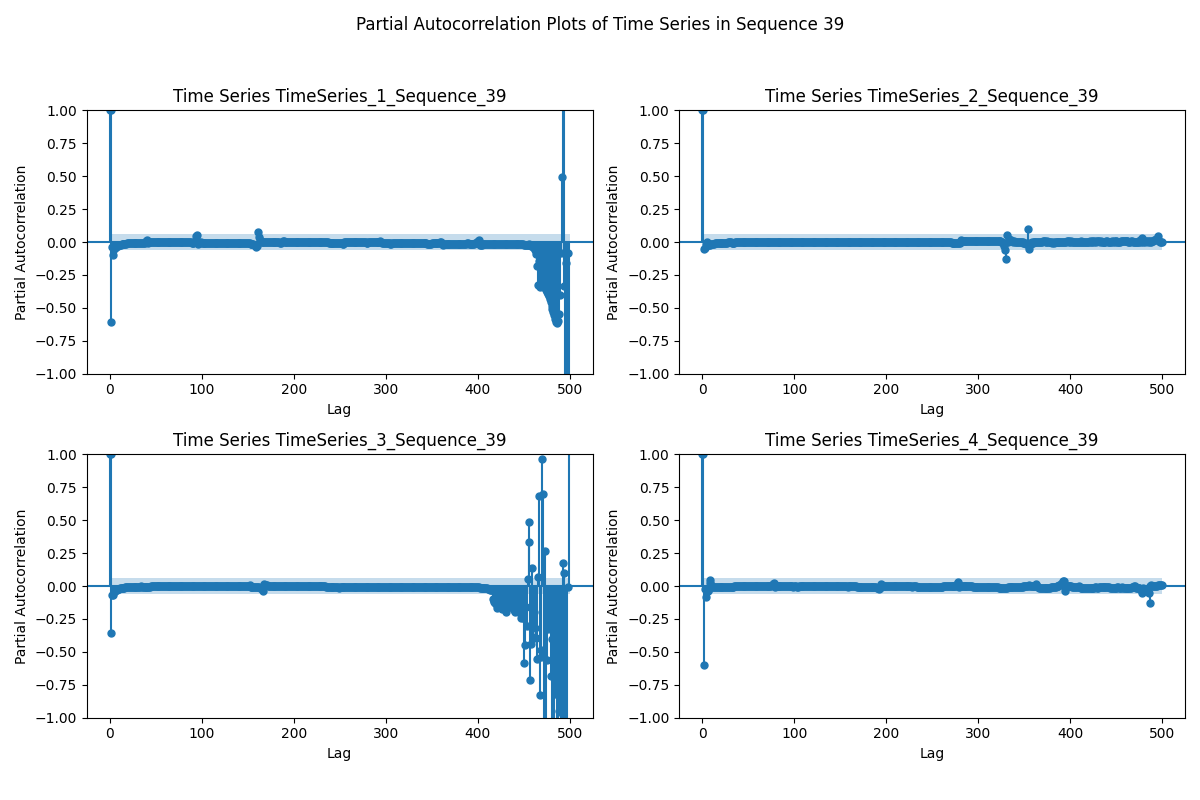 Partial Autocorrelation Plots of Time Series in Sequence 39
Time Series TimeSeries_1_Sequence_39
1.00
0.75
0.50
0.25
0.00
−0.25
−0.50
−0.75
−1.00
Partial Autocorrelation
0 100 200 300 400 500
Lag
Time Series TimeSeries_2_Sequence_39
1.00
0.75
0.50
0.25
0.00
−0.25
−0.50
−0.75
−1.00
Partial Autocorrelation
0 100 200 300 400 500
Lag
Time Series TimeSeries_3_Sequence_39
1.00
0.75
0.50
0.25
0.00
−0.25
−0.50
−0.75
−1.00
Partial Autocorrelation
0 100 200 300 400 500
Lag
Time Series TimeSeries_4_Sequence_39
1.00
0.75
0.50
0.25
0.00
−0.25
−0.50
−0.75
−1.00
Partial Autocorrelation
0 100 200 300 400 500
Lag